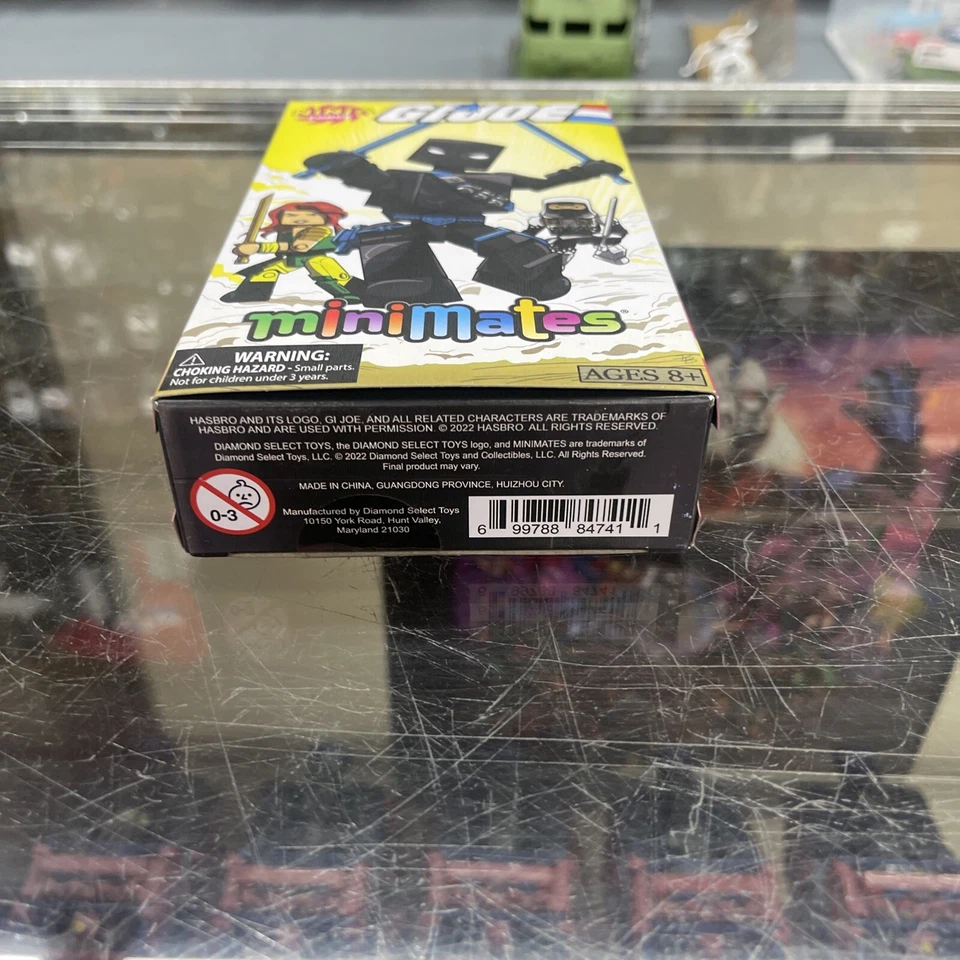 GIJOE
minimates®
WARNING:
CHOKING HAZARD - Small parts.
Not for children under 3 years.
AGES 8+
HASBRO AND ITS LOGO, GI JOE, AND ALL RELATED CHARACTERS ARE TRADEMARKS OF
HASBRO AND ARE USED WITH PERMISSION. © 2022 HASBRO. ALL RIGHTS RESERVED.
DIAMOND SELECT TOYS, the DIAMOND SELECT TOYS logo, and MINIMATES are trademarks of
Diamond Select Toys, LLC. © 2022 Diamond Select Toys and Collectibles, LLC. All Rights Reserved.
Final product may vary.
MADE IN CHINA, GUANGDONG PROVINCE, HUIZHOU CITY.
0-3
Manufactured by Diamond Select Toys
10150 York Road, Hunt Valley,
Maryland 21030
6 99788 84741 1